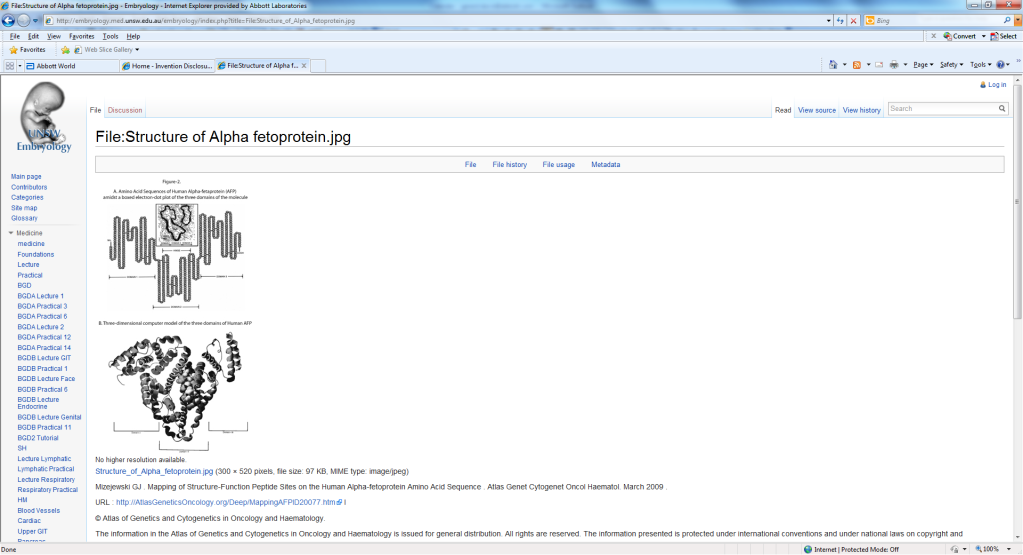 File:Structure of Alpha fetoprotein.jpg - Embryology - Internet Explorer provided by Abbott Laboratories
http://embryology.med.unsw.edu.au/embryology/index.php?title=File:Structure_of_Alpha_fetoprotein.jpg
Bing
File Edit View Favorites Tools Help
Convert Select
Favorites Web Slice Gallery
Abbott World Home - Invention Disclosu... File:Structure of Alpha f...
Page Safety Tools
Log in
File Discussion
Read View source View history Search
UNSW
Embryology
File:Structure of Alpha fetoprotein.jpg
File File history File usage Metadata
Main page
Contributors
Categories
Site map
Glossary
Medicine
medicine
Foundations
Lecture
Practical
BGD
BGDA Lecture 1
BGDA Practical 3
BGDA Practical 6
BGDA Lecture 2
BGDA Practical 12
BGDA Practical 14
BGDB Lecture GIT
BGDB Practical 1
BGDB Lecture Face
BGDB Practical 6
BGDB Lecture
Endocrine
BGDB Lecture Genital
BGDB Practical 11
BGD2 Tutorial
SH
Lecture Lymphatic
Lymphatic Practical
Lecture Respiratory
Respiratory Practical
HM
Blood Vessels
Cardiac
Upper GIT
Pancreas
Figure-2.
A. Amino Acid Sequences of Human Alpha-fetaprotein (AFP)
amidst a boxed electron-dot plot of the three domains of the molecule
B. Three-dimensional computer model of the three domains of Human AFP
No higher resolution available.
Structure_of_Alpha_fetoprotein.jpg (300 × 520 pixels, file size: 97 KB, MIME type: image/jpeg)
Mizejewski GJ . Mapping of Structure-Function Peptide Sites on the Human Alpha-fetoprotein Amino Acid Sequence . Atlas Genet Cytogenet Oncol Haematol. March 2009 .
URL : http://AtlasGeneticsOncology.org/Deep/MappingAFPID20077.htm l
© Atlas of Genetics and Cytogenetics in Oncology and Haematology.
The information in the Atlas of Genetics and Cytogenetics in Oncology and Haematology is issued for general distribution. All rights are reserved. The information presented is protected under international conventions and under national laws on copyright and
Done
Internet | Protected Mode: Off
100%